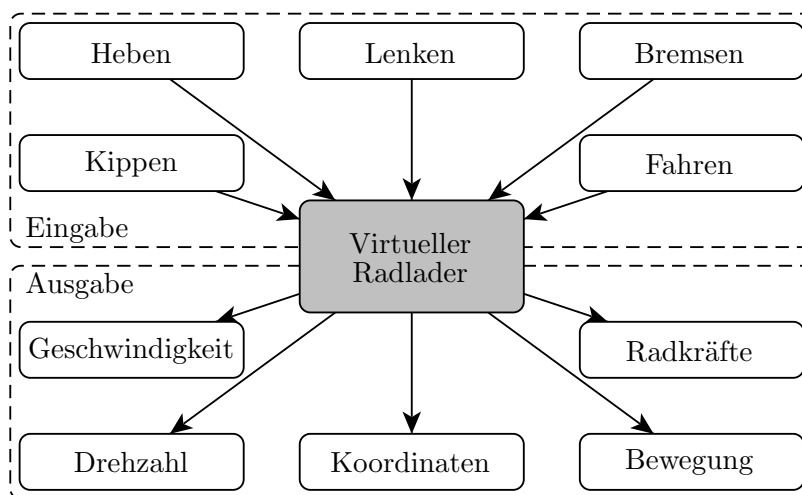 Heben
Lenken
Bremsen
Kippen
Fahren
Eingabe
Virtueller
Radlader
Ausgabe
Geschwindigkeit
Radkräfte
Drehzahl
Koordinaten
Bewegung